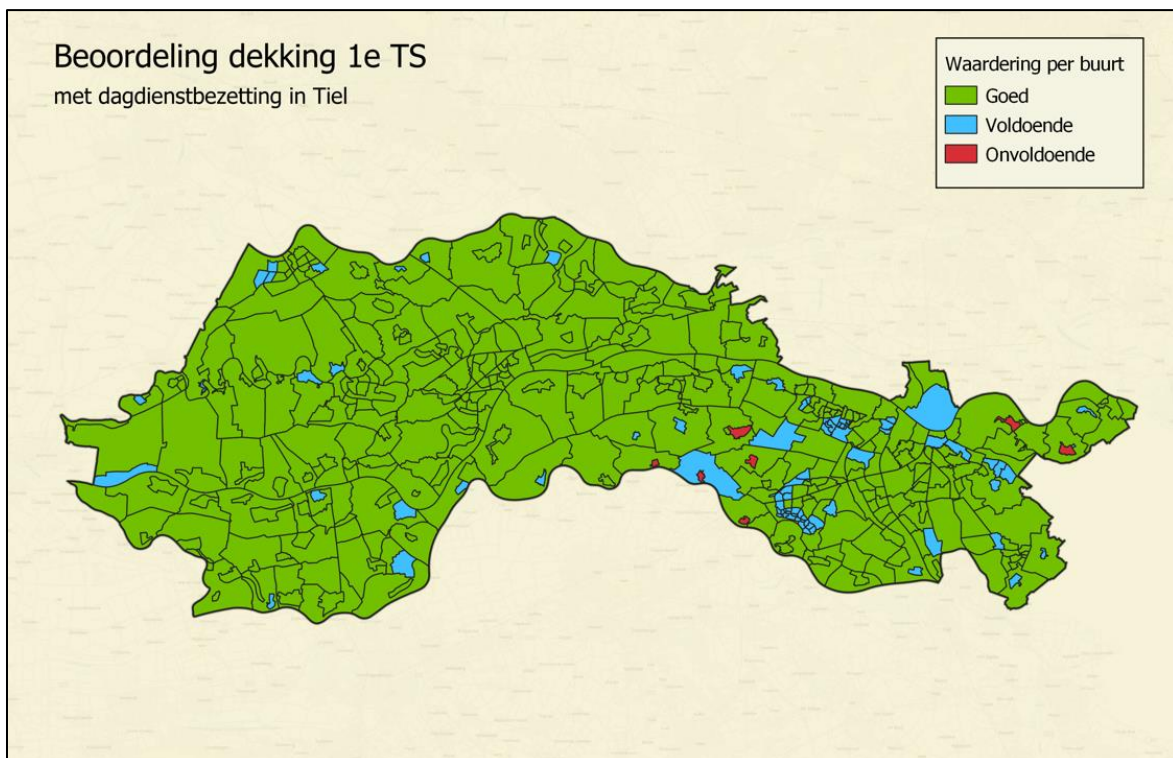 Beoordeling dekking 1e TS
met dagdienstbezetting in Tiel
Waardering per buurt
Goed
Voldoende
Onvoldoende